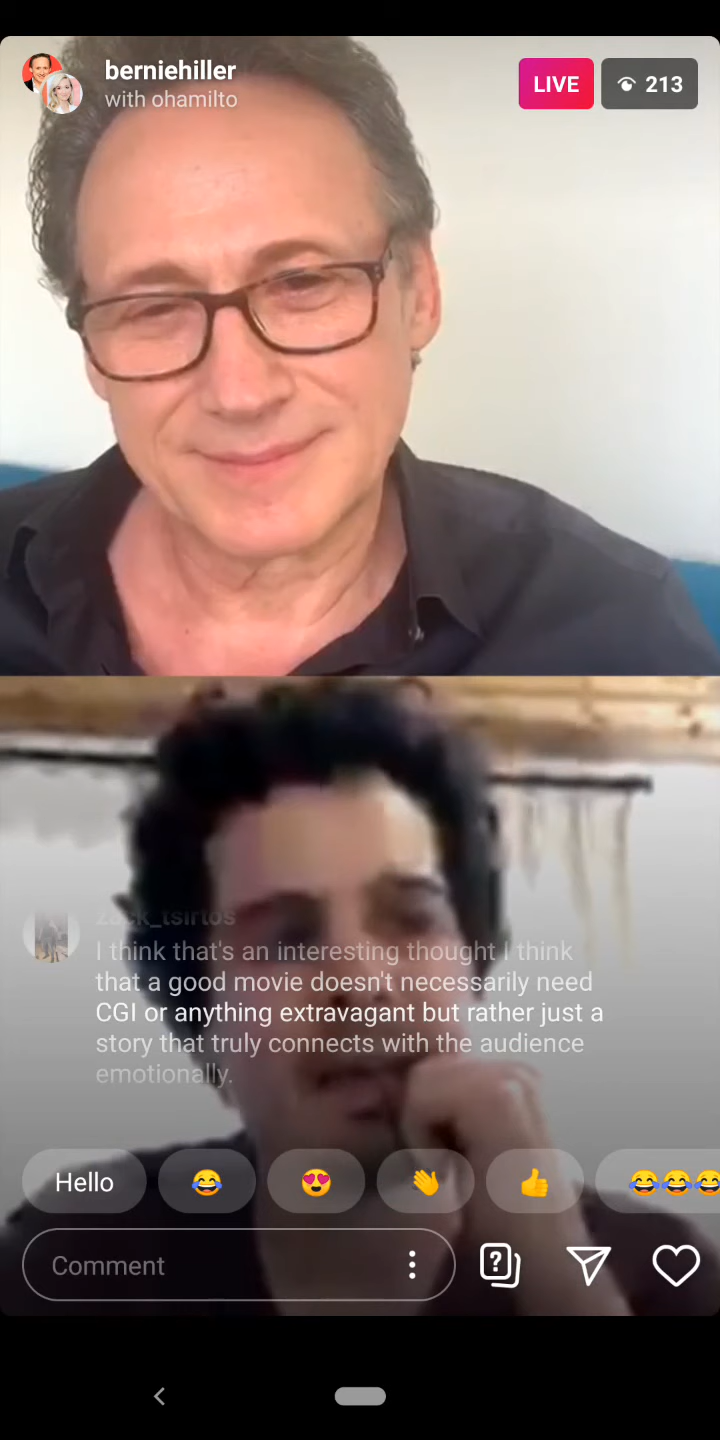 berniehiller
with ohamilto
LIVE
213
zack_tsirtos
I think that's an interesting thought I think
that a good movie doesn't necessarily need
CGI or anything extravagant but rather just a
story that truly connects with the audience
emotionally.
Hello
Comment